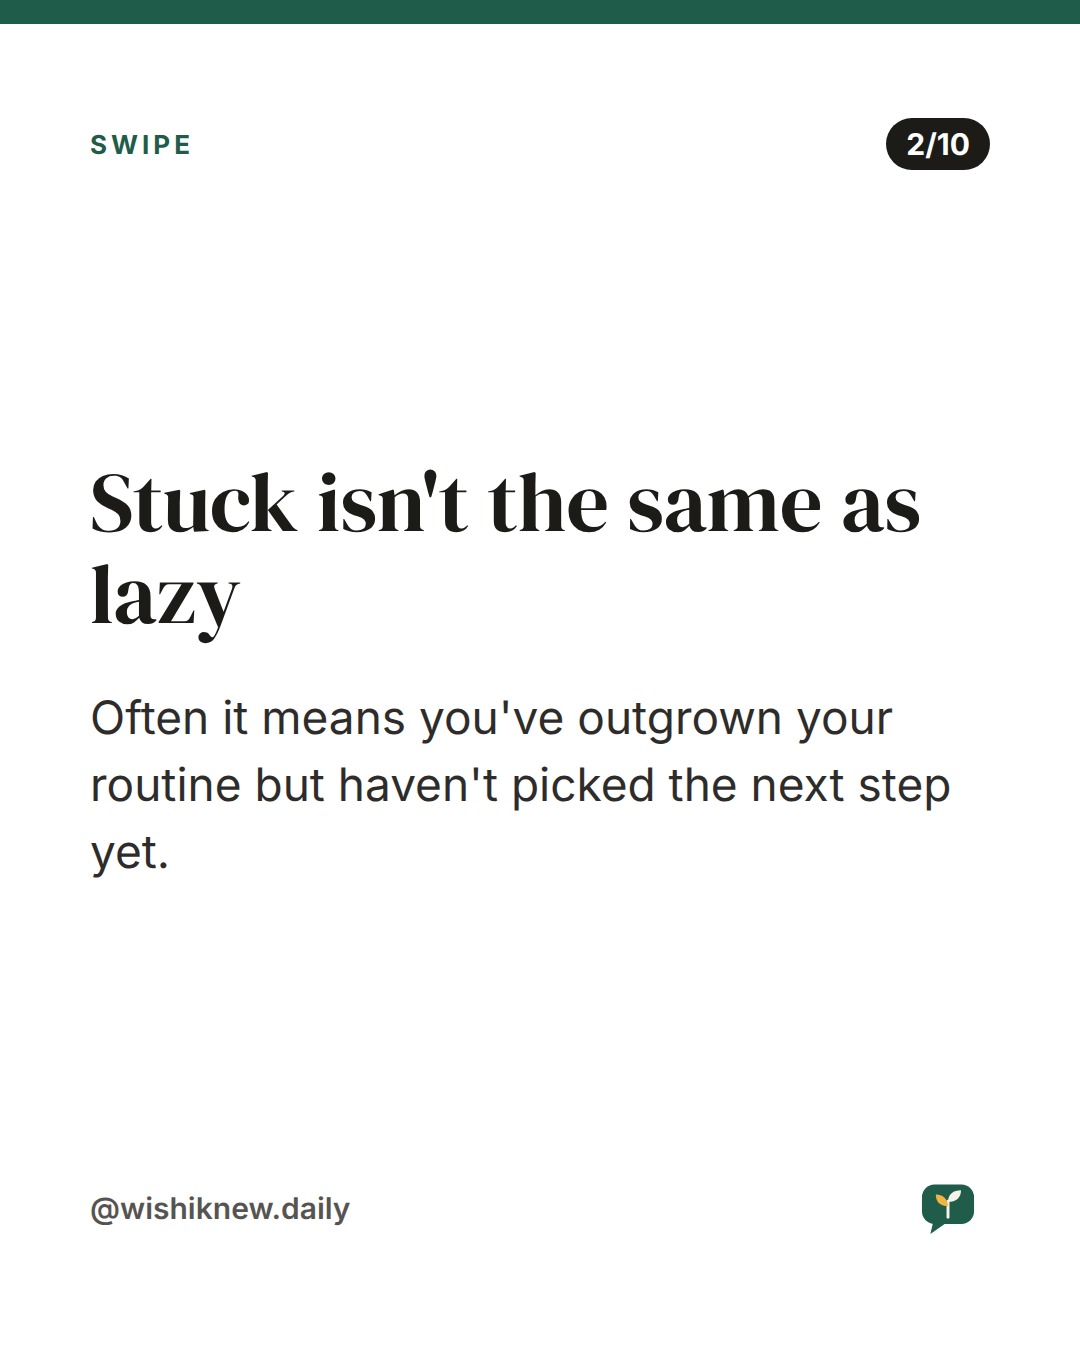 SWIPE
2/10
Stuck isn't the same as
lazy
Often it means you've outgrown your
routine but haven't picked the next step
yet.
@wishiknew.daily